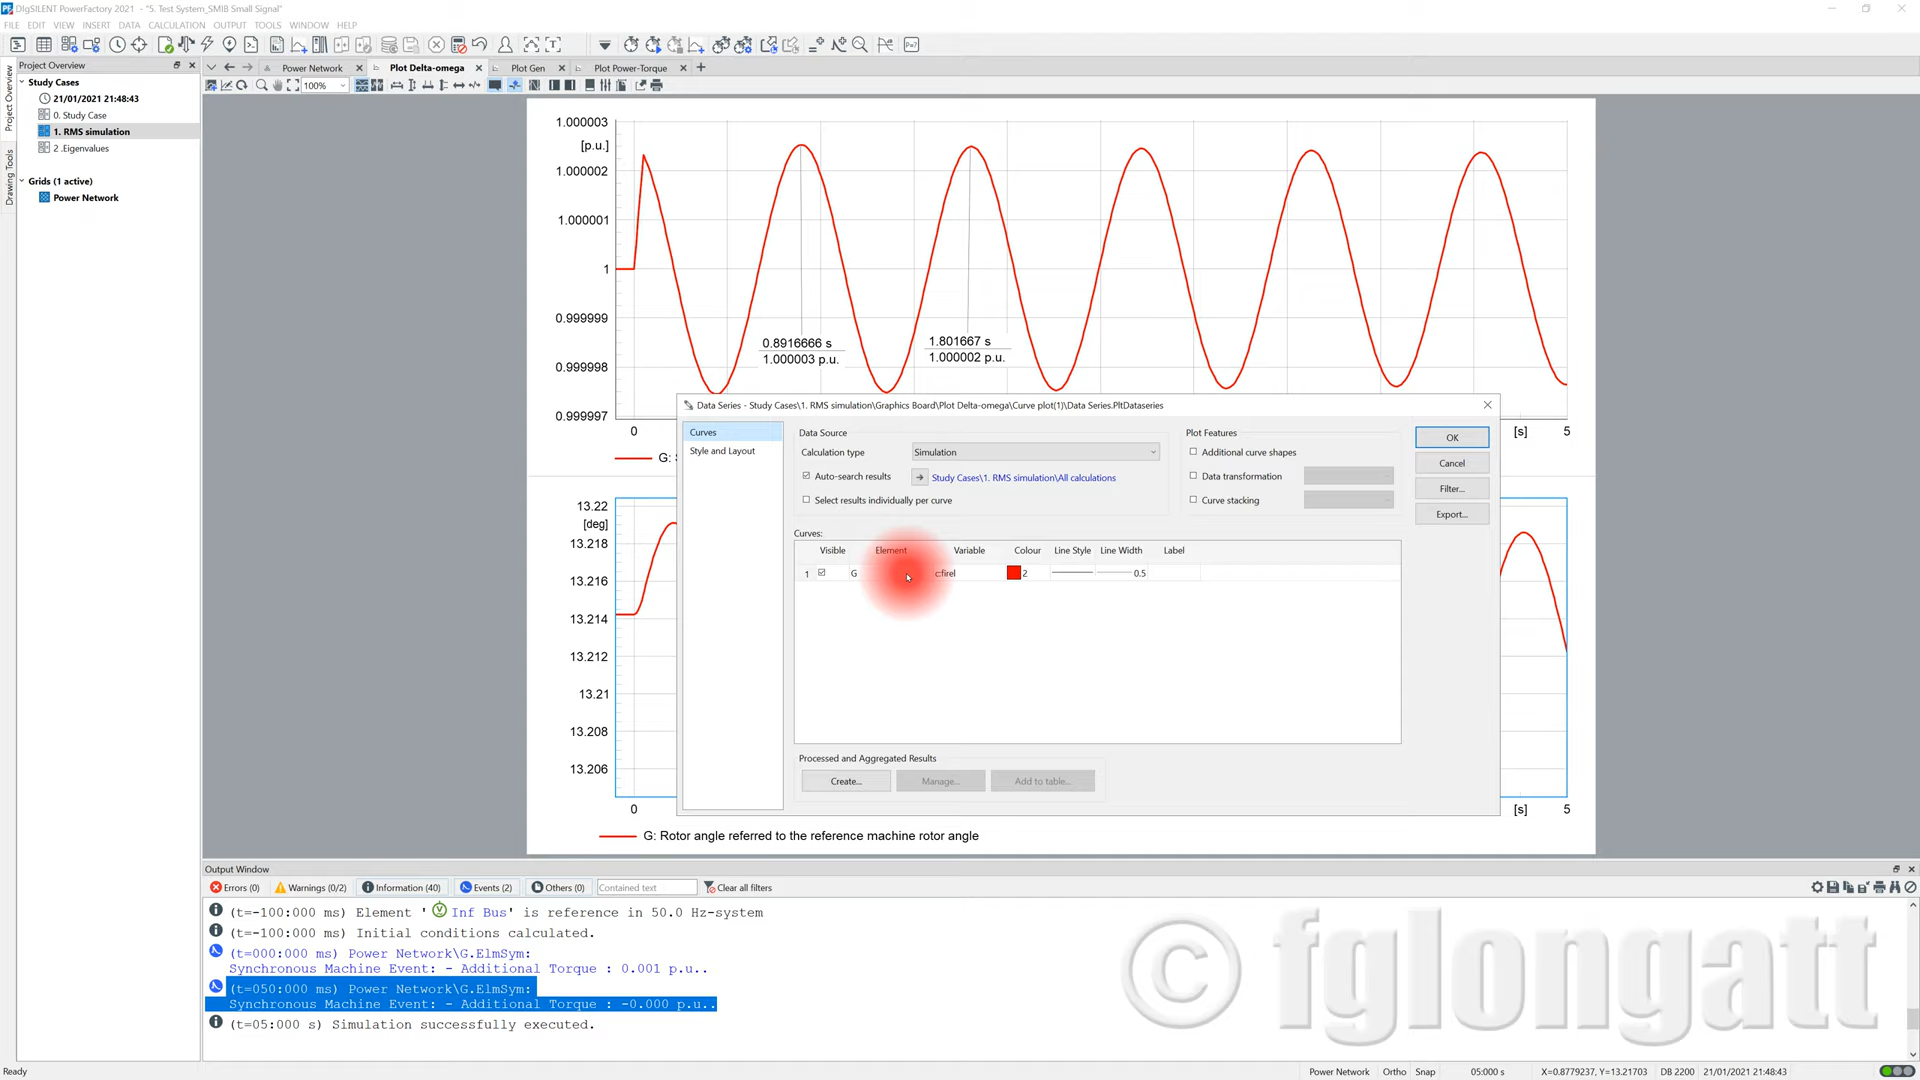 DIgSILENT PowerFactory 2021 - "5. Test System_SMIB Small Signal"
FILE EDIT VIEW INSERT DATA CALCULATION OUTPUT TOOLS WINDOW HELP
Project Overview
Power Network
Plot Delta-omega
Plot Gen
Plot Power-Torque
100%
Project Overview
Drawing Tools
Study Cases
21/01/2021 21:48:43
0. Study Case
1. RMS simulation
2 .Eigenvalues
Grids (1 active)
Power Network
1.000003
[p.u.]
1.000002
1.000001
1
0.999999
0.999998
0.999997
0.8916666 s
1.000003 p.u.
1.801667 s
1.000002 p.u.
0
[s]
5
G:
Data Series - Study Cases\1. RMS simulation\Graphics Board\Plot Delta-omega\Curve plot(1)\Data Series.PltDataseries
Curves
Style and Layout
Data Source
Calculation type
Simulation
Auto-search results
Study Cases\1. RMS simulation\All calculations
Select results individually per curve
Plot Features
Additional curve shapes
Data transformation
Curve stacking
OK
Cancel
Filter...
Export...
Curves:
Visible Element Variable Colour Line Style Line Width Label
1 G c:firel 2 0.5
Processed and Aggregated Results
Create... Manage... Add to table...
13.22
[deg]
13.218
13.216
13.214
13.212
13.21
13.208
13.206
0
[s]
5
G: Rotor angle referred to the reference machine rotor angle
Output Window
Errors (0) Warnings (0/2) Information (40) Events (2) Others (0) Contained text Clear all filters
(t=-100:000 ms) Element ' Inf Bus' is reference in 50.0 Hz-system
(t=-100:000 ms) Initial conditions calculated.
(t=000:000 ms) Power Network\G.ElmSym:
Synchronous Machine Event: - Additional Torque : 0.001 p.u..
(t=050:000 ms) Power Network\G.ElmSym:
Synchronous Machine Event: - Additional Torque : -0.000 p.u..
(t=05:000 s) Simulation successfully executed.
© fglongatt
Ready
Power Network Ortho Snap 05:000 s X=0.8779237, Y=13.21703 DB 2200 21/01/2021 21:48:43